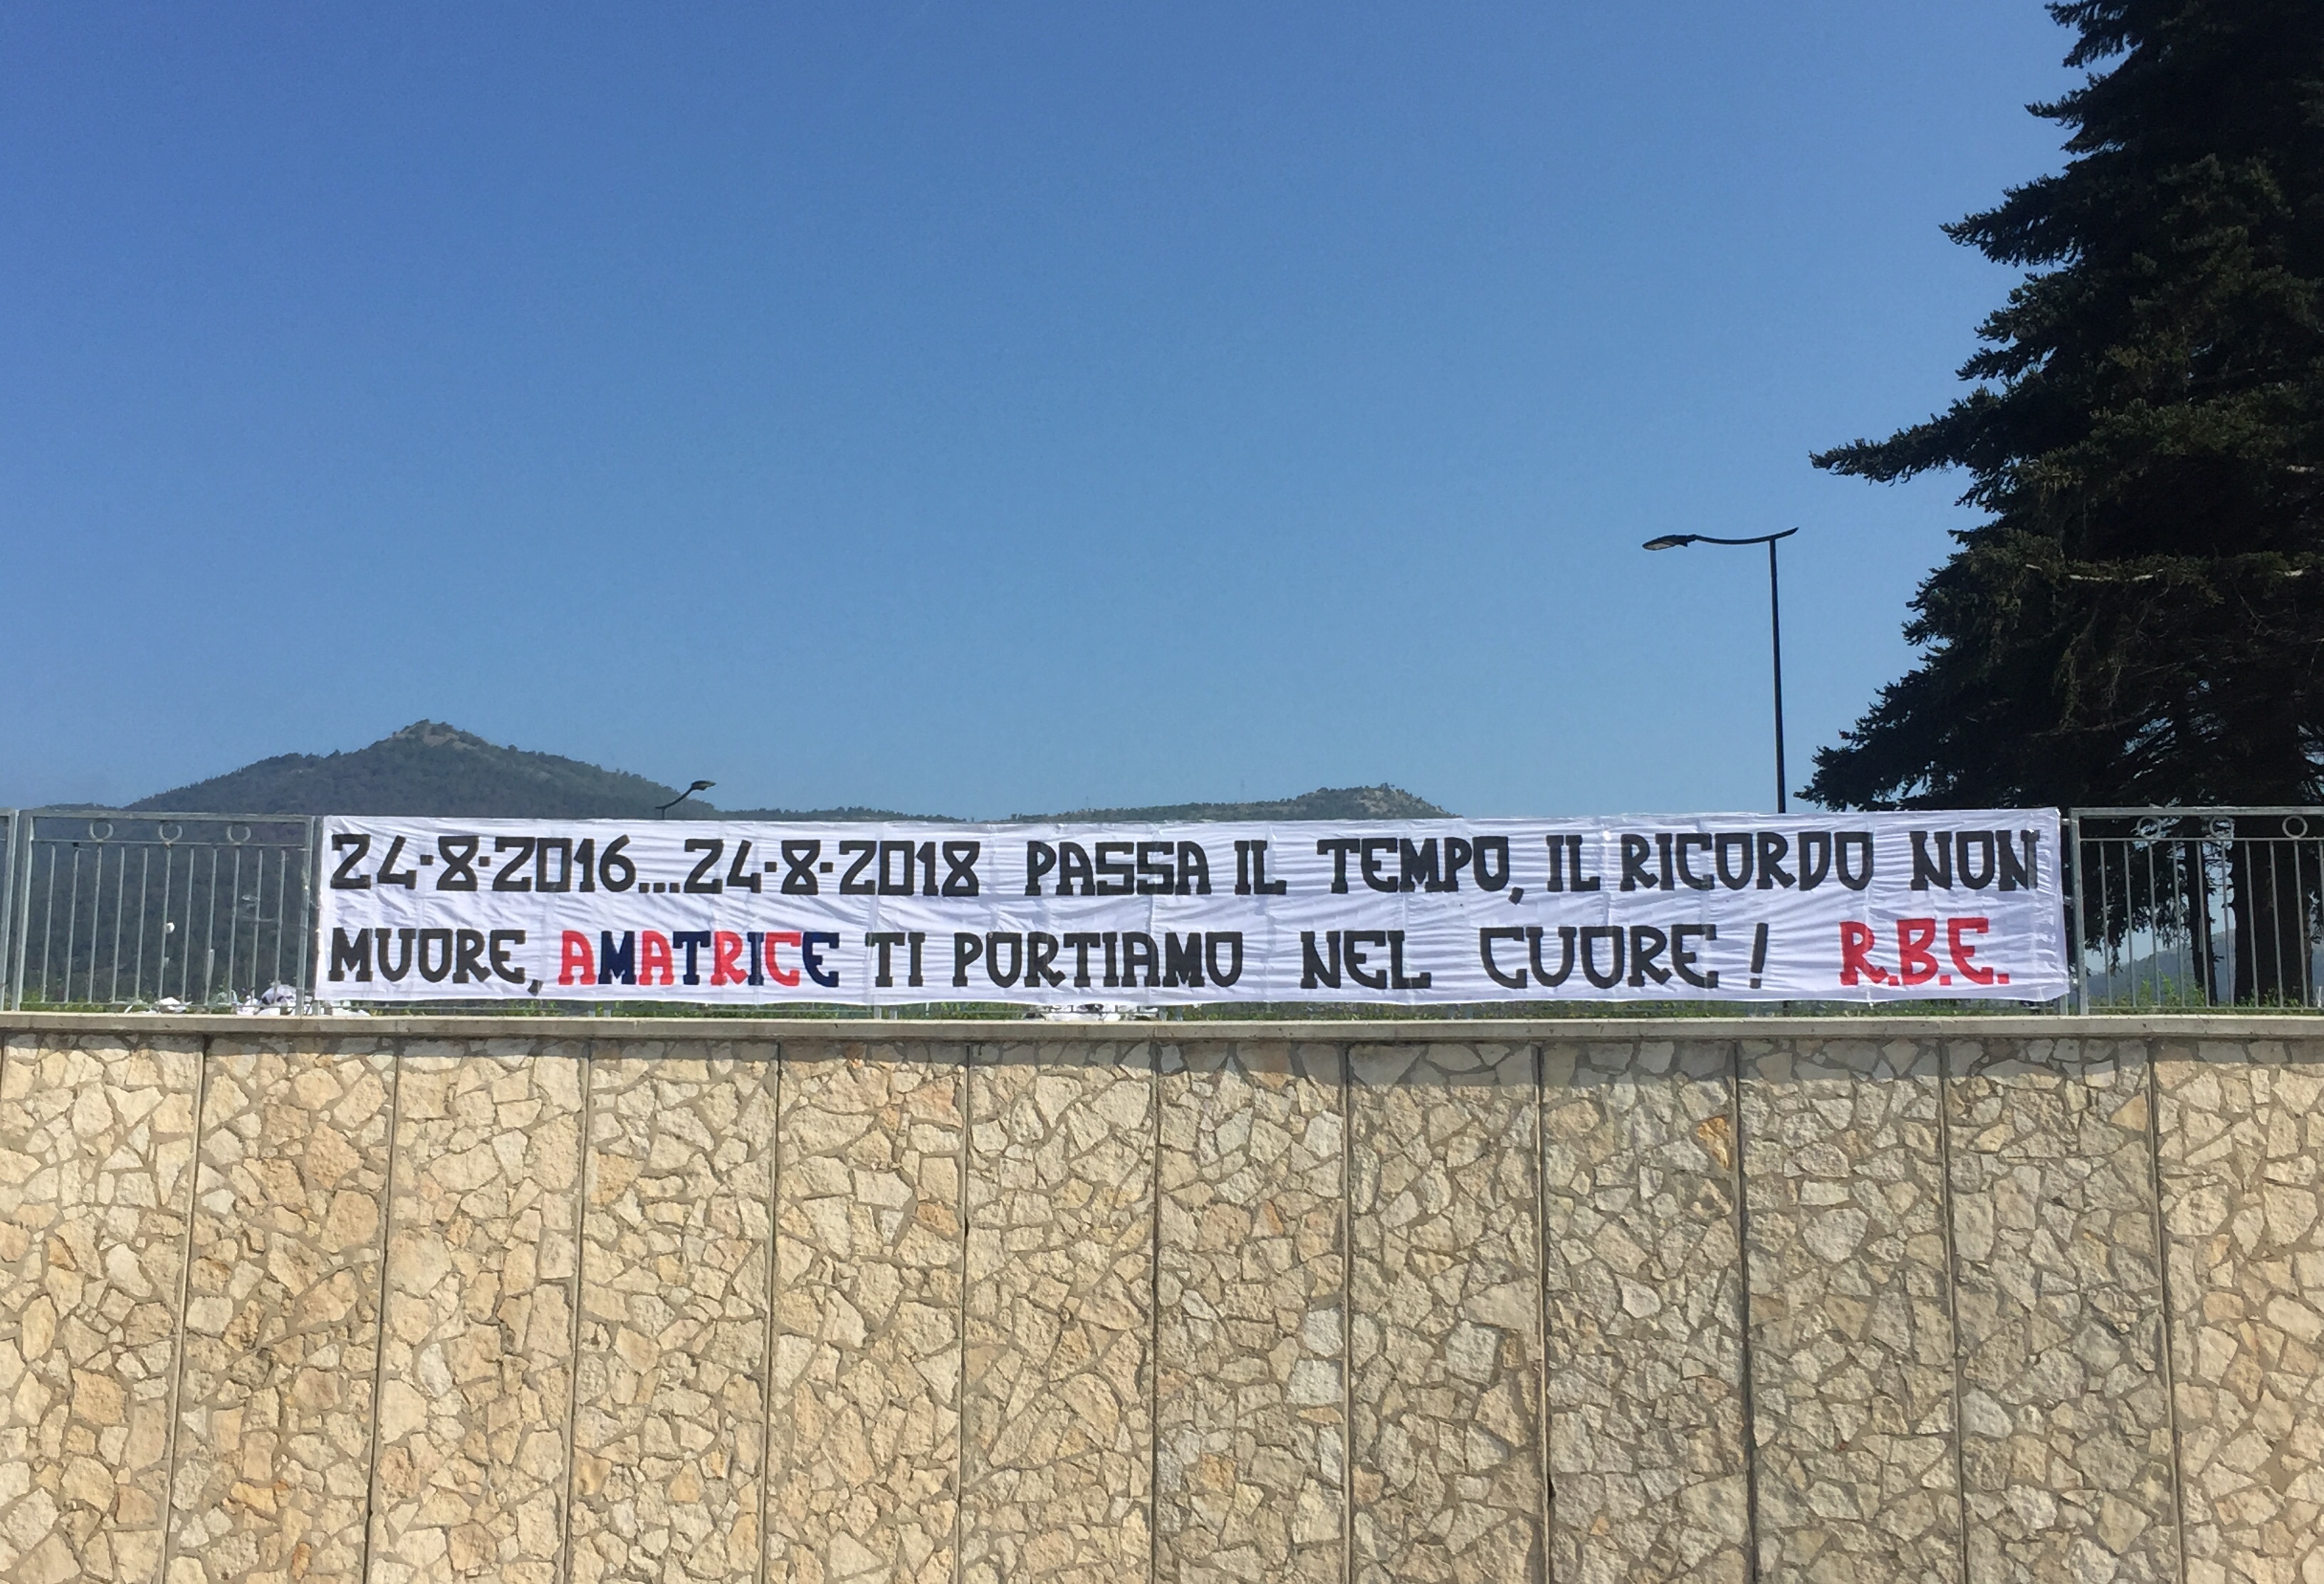 24-8-2016...24-8-2018 PASSA IL TEMPO, IL RICORDO NON
MUORE, AMATRICE TI PORTIAMO NEL CUORE! R.B.E.